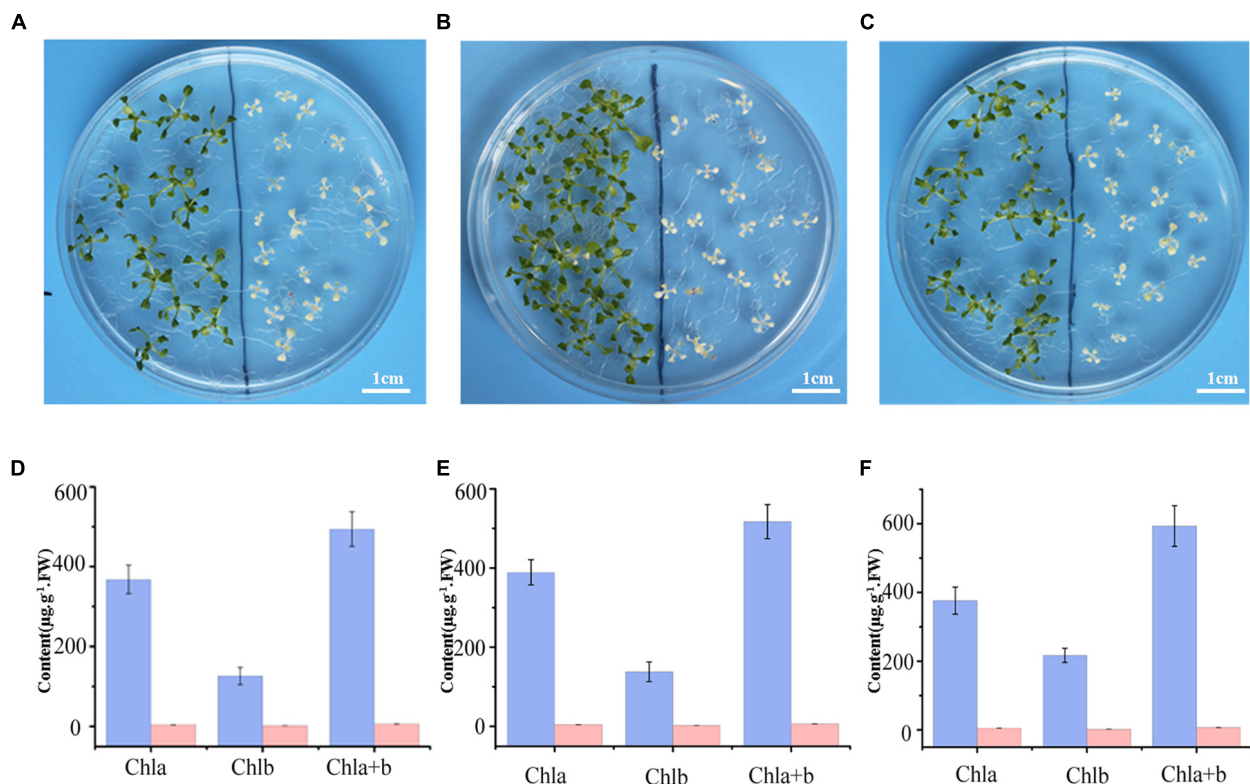 A
B
C
1cm
1cm
1cm
D
E
F
Content(μg.g-1.FW)
600
400
200
0
Chla
Chlb
Chla+b
Content(μg.g-1.FW)
600
400
200
0
Chla
Chlb
Chla+b
Content(μg.g-1.FW)
600
400
200
0
Chla
Chlb
Chla+b